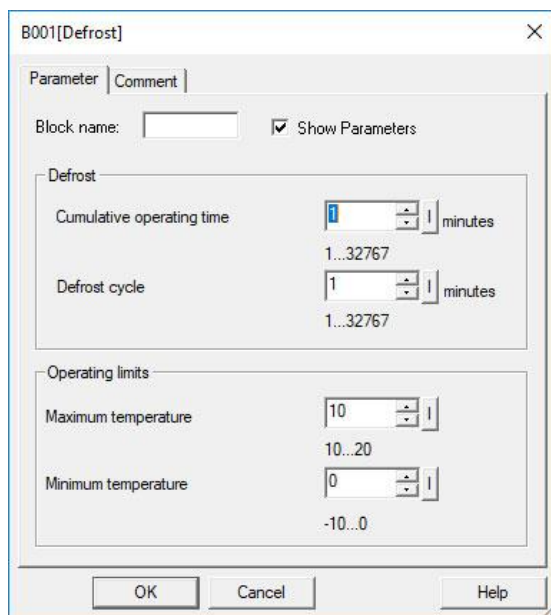 B001[Defrost]
Parameter Comment
Block name: Show Parameters
Defrost
Cumulative operating time 1 minutes
1...32767
Defrost cycle 1 minutes
1...32767
Operating limits
Maximum temperature 10
10...20
Minimum temperature 0
-10...0
OK Cancel Help